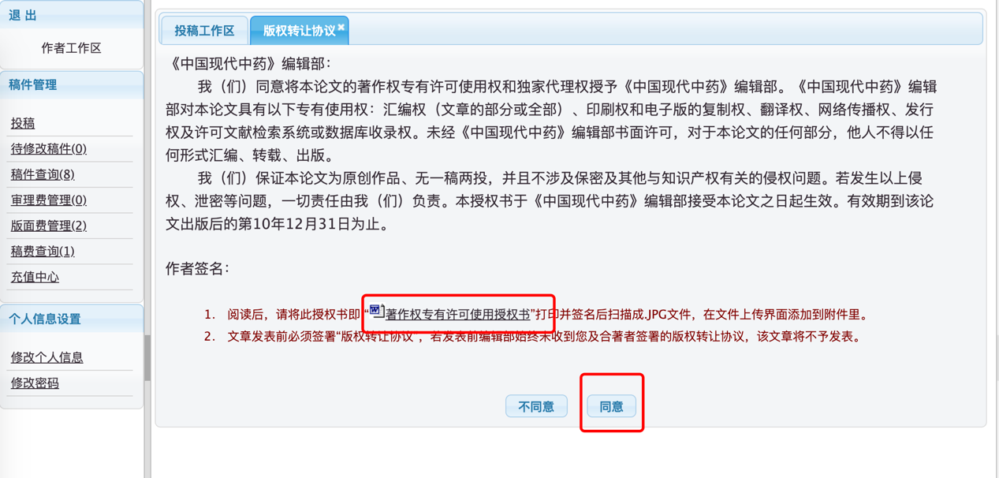 退 出
作者工作区
稿件管理
投稿
待修改稿件(0)
稿件查询(8)
审理费管理(0)
版面费管理(2)
稿费查询(1)
充值中心
个人信息设置
修改个人信息
修改密码
投稿工作区
版权转让协议
《中国现代中药》编辑部：
我（们）同意将本论文的著作权专有许可使用权和独家代理权授予《中国现代中药》编辑部。《中国现代中药》编辑
部对本论文具有以下专有使用权：汇编权（文章的部分或全部）、印刷权和电子版的复制权、翻译权、网络传播权、发行
权及许可文献检索系统或数据库收录权。未经《中国现代中药》编辑部书面许可，对于本论文的任何部分，他人不得以任
何形式汇编、转载、出版。
我（们）保证本论文为原创作品、无一稿两投，并且不涉及保密及其他与知识产权有关的侵权问题。若发生以上侵
权、泄密等问题，一切责任由我（们）负责。本授权书于《中国现代中药》编辑部接受本论文之日起生效。有效期到该论
文出版后的第10年12月31日为止。
作者签名：
1. 阅读后，请将此授权书即“著作权专有许可使用授权书”打印并签名后扫描成.JPG文件，在文件上传界面添加到附件里。
2. 文章发表前必须签署“版权转让协议”，若发表前编辑部始终未收到您及合著者签署的版权转让协议，该文章将不予发表。
不同意
同意